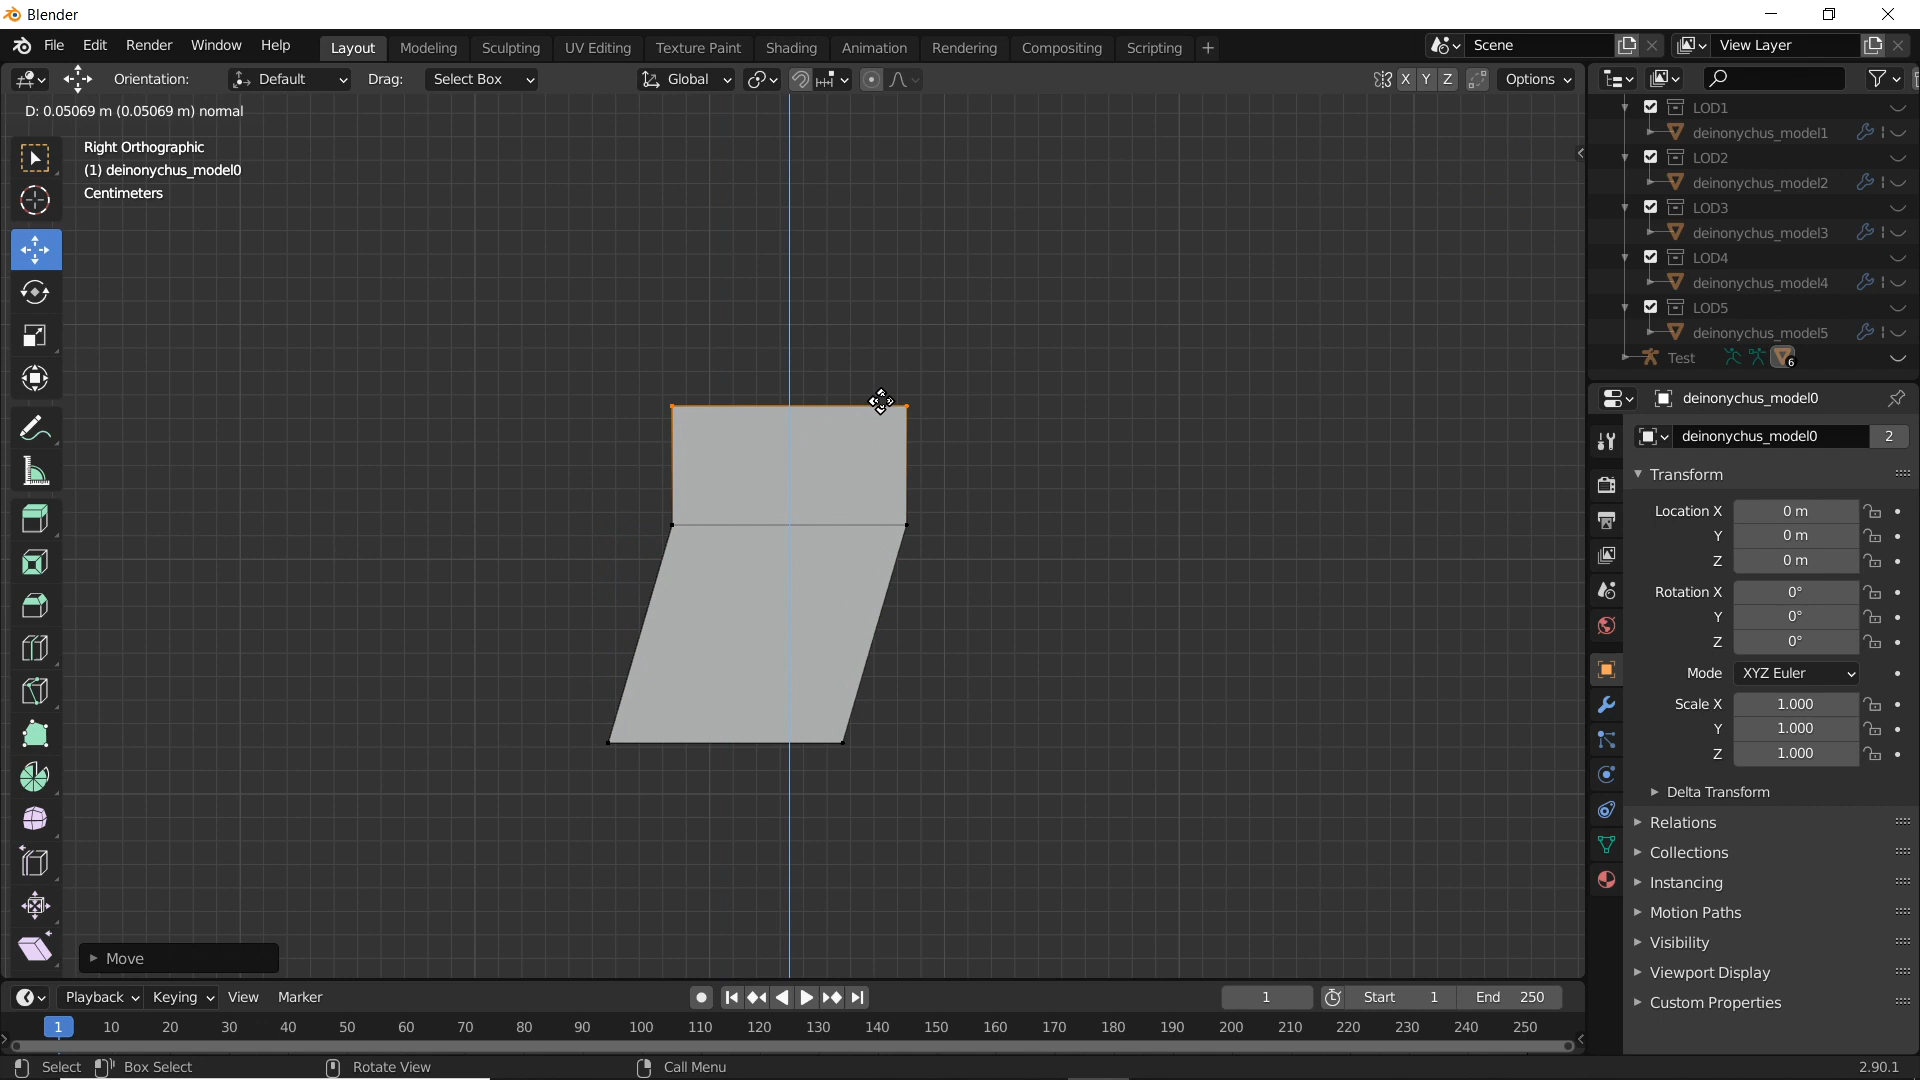 Blender
File Edit Render Window Help Layout Modeling Sculpting UV Editing Texture Paint Shading Animation Rendering Compositing Scripting + Scene View Layer
Orientation: Default Drag: Select Box Global X Y Z Options
D: 0.05069 m (0.05069 m) normal
Right Orthographic
(1) deinonychus_model0
Centimeters
Move
LOD1
deinonychus_model1
LOD2
deinonychus_model2
LOD3
deinonychus_model3
LOD4
deinonychus_model4
LOD5
deinonychus_model5
Test 6
deinonychus_model0
deinonychus_model0 2
Transform
Location X 0 m
Y 0 m
Z 0 m
Rotation X 0°
Y 0°
Z 0°
Mode XYZ Euler
Scale X 1.000
Y 1.000
Z 1.000
Delta Transform
Relations
Collections
Instancing
Motion Paths
Visibility
Viewport Display
Custom Properties
Playback Keying View Marker 1 Start 1 End 250
1 10 20 30 40 50 60 70 80 90 100 110 120 130 140 150 160 170 180 190 200 210 220 230 240 250
Select Box Select Rotate View Call Menu 2.90.1